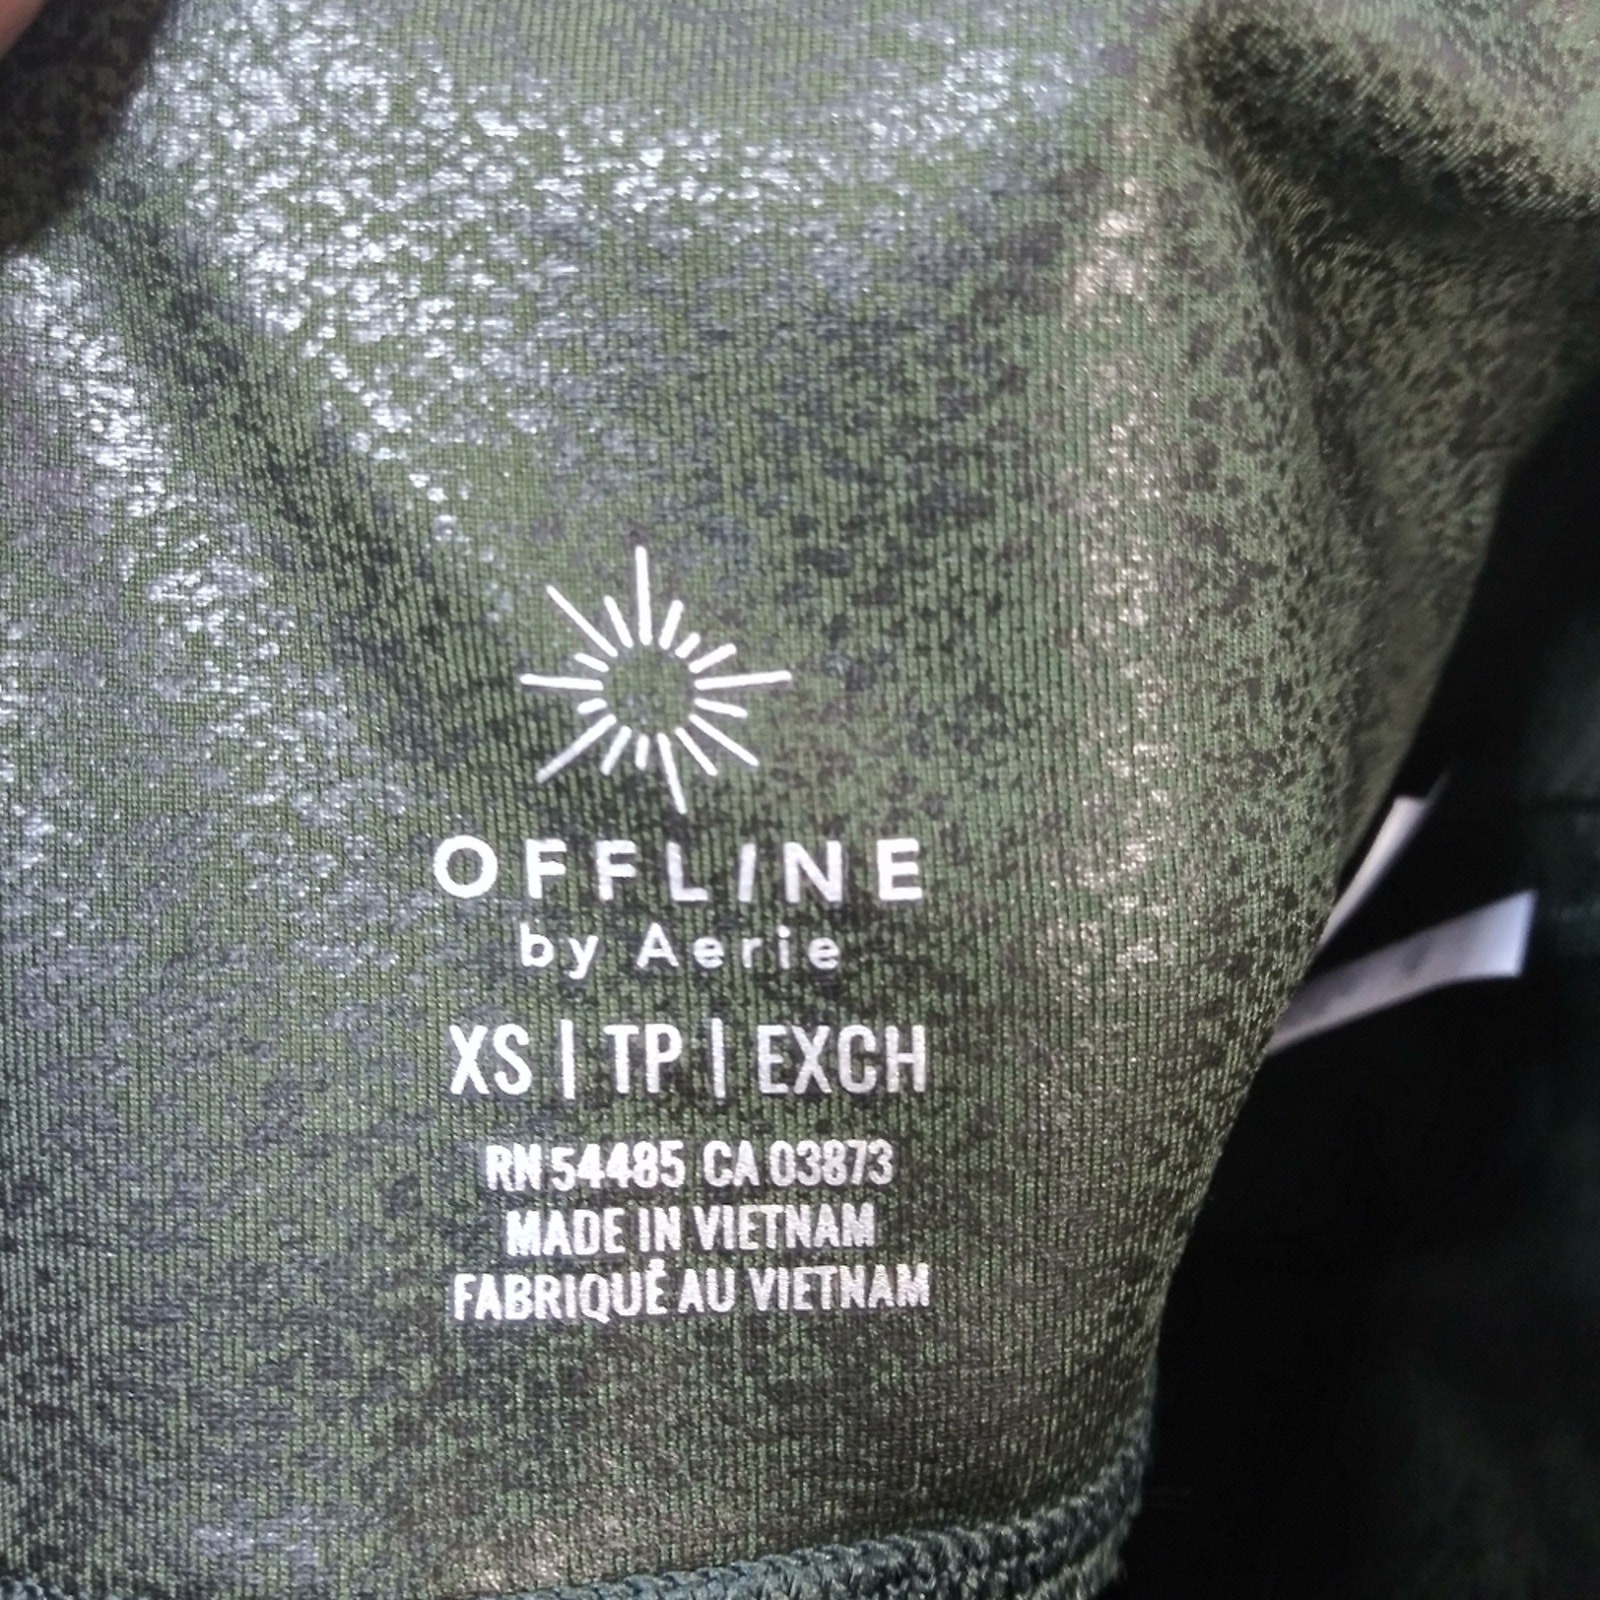 OFFLINE
by Aerie
XS | TP | EXCH
RN 54485 CA 03873
MADE IN VIETNAM
FABRIQUÉ AU VIETNAM